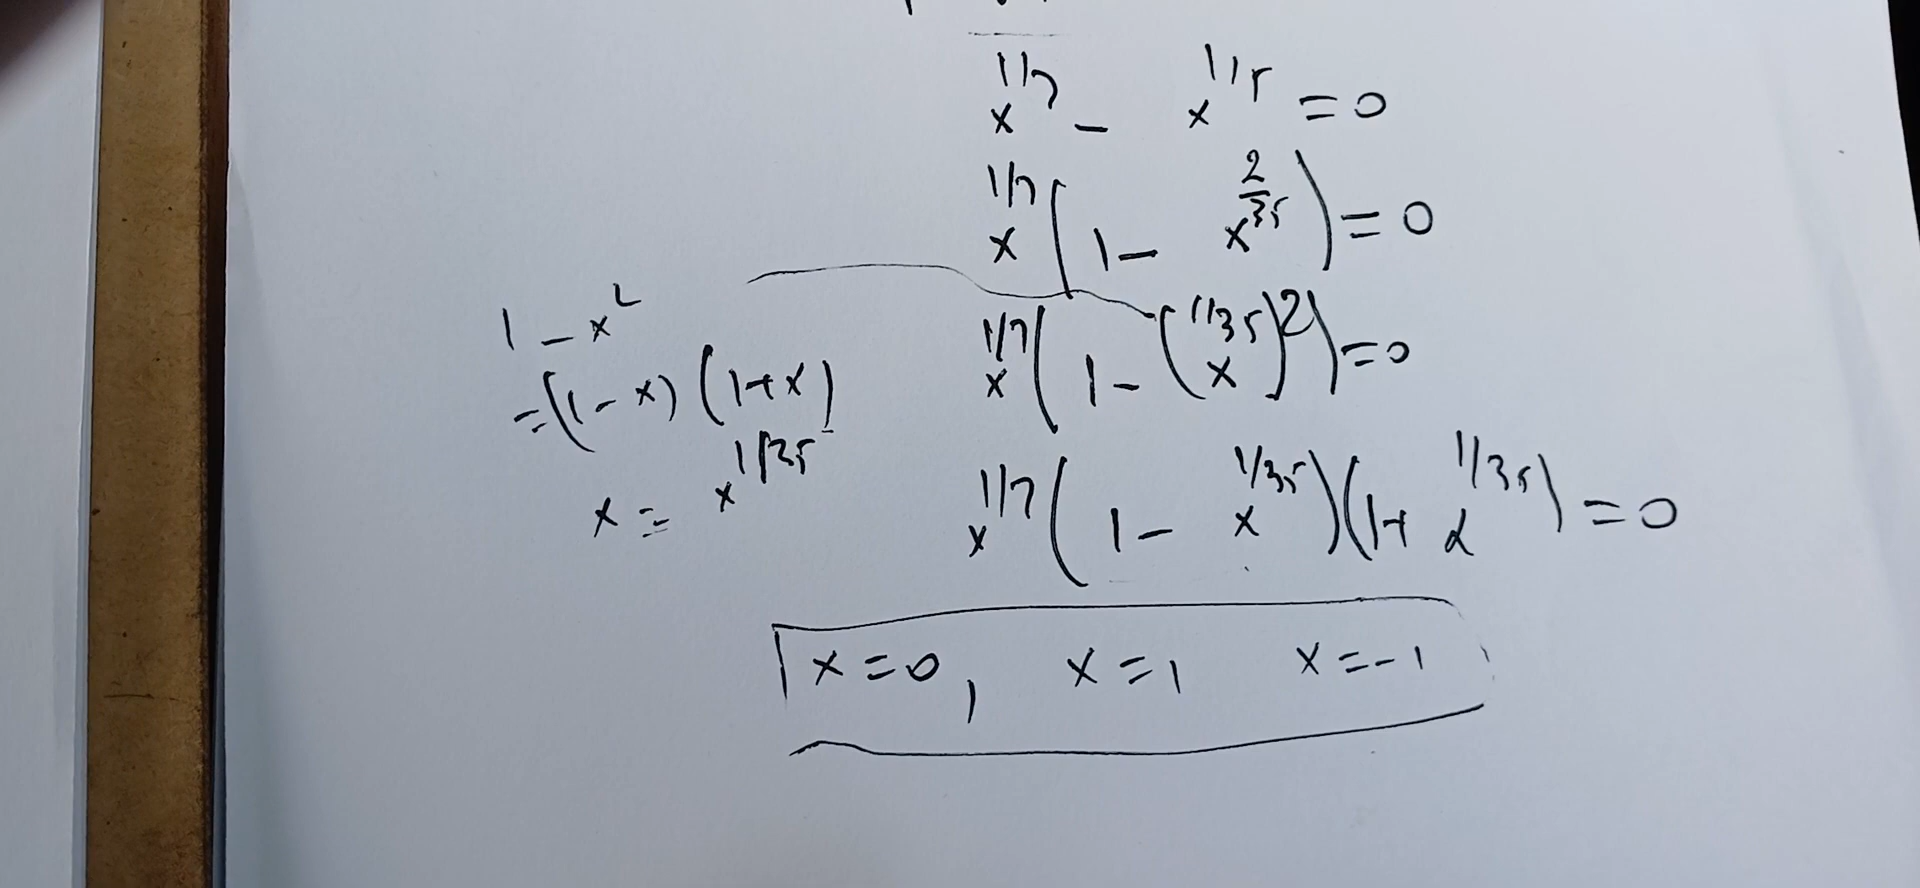 x^{1/7} - x^{1/5} = 0
x^{1/7} ( 1 - x^{2/35} ) = 0
x^{1/7} ( 1 - ( x^{1/35} )^2 ) = 0
x^{1/7} ( 1 - x^{1/35} ) ( 1 + x^{1/35} ) = 0
1 - x^2
= (1 - x) (1 + x)
x = x^{1/35}
x = 0 , x = 1 x = -1